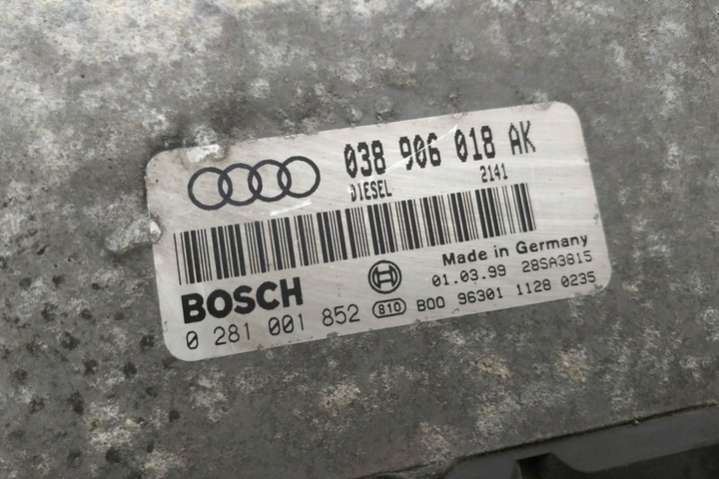 038 906 018 AK
DIESEL 2141
Made in Germany
BOSCH 01.03.99 28SA3815
0 281 001 852 810 B00 96301 1128 0235